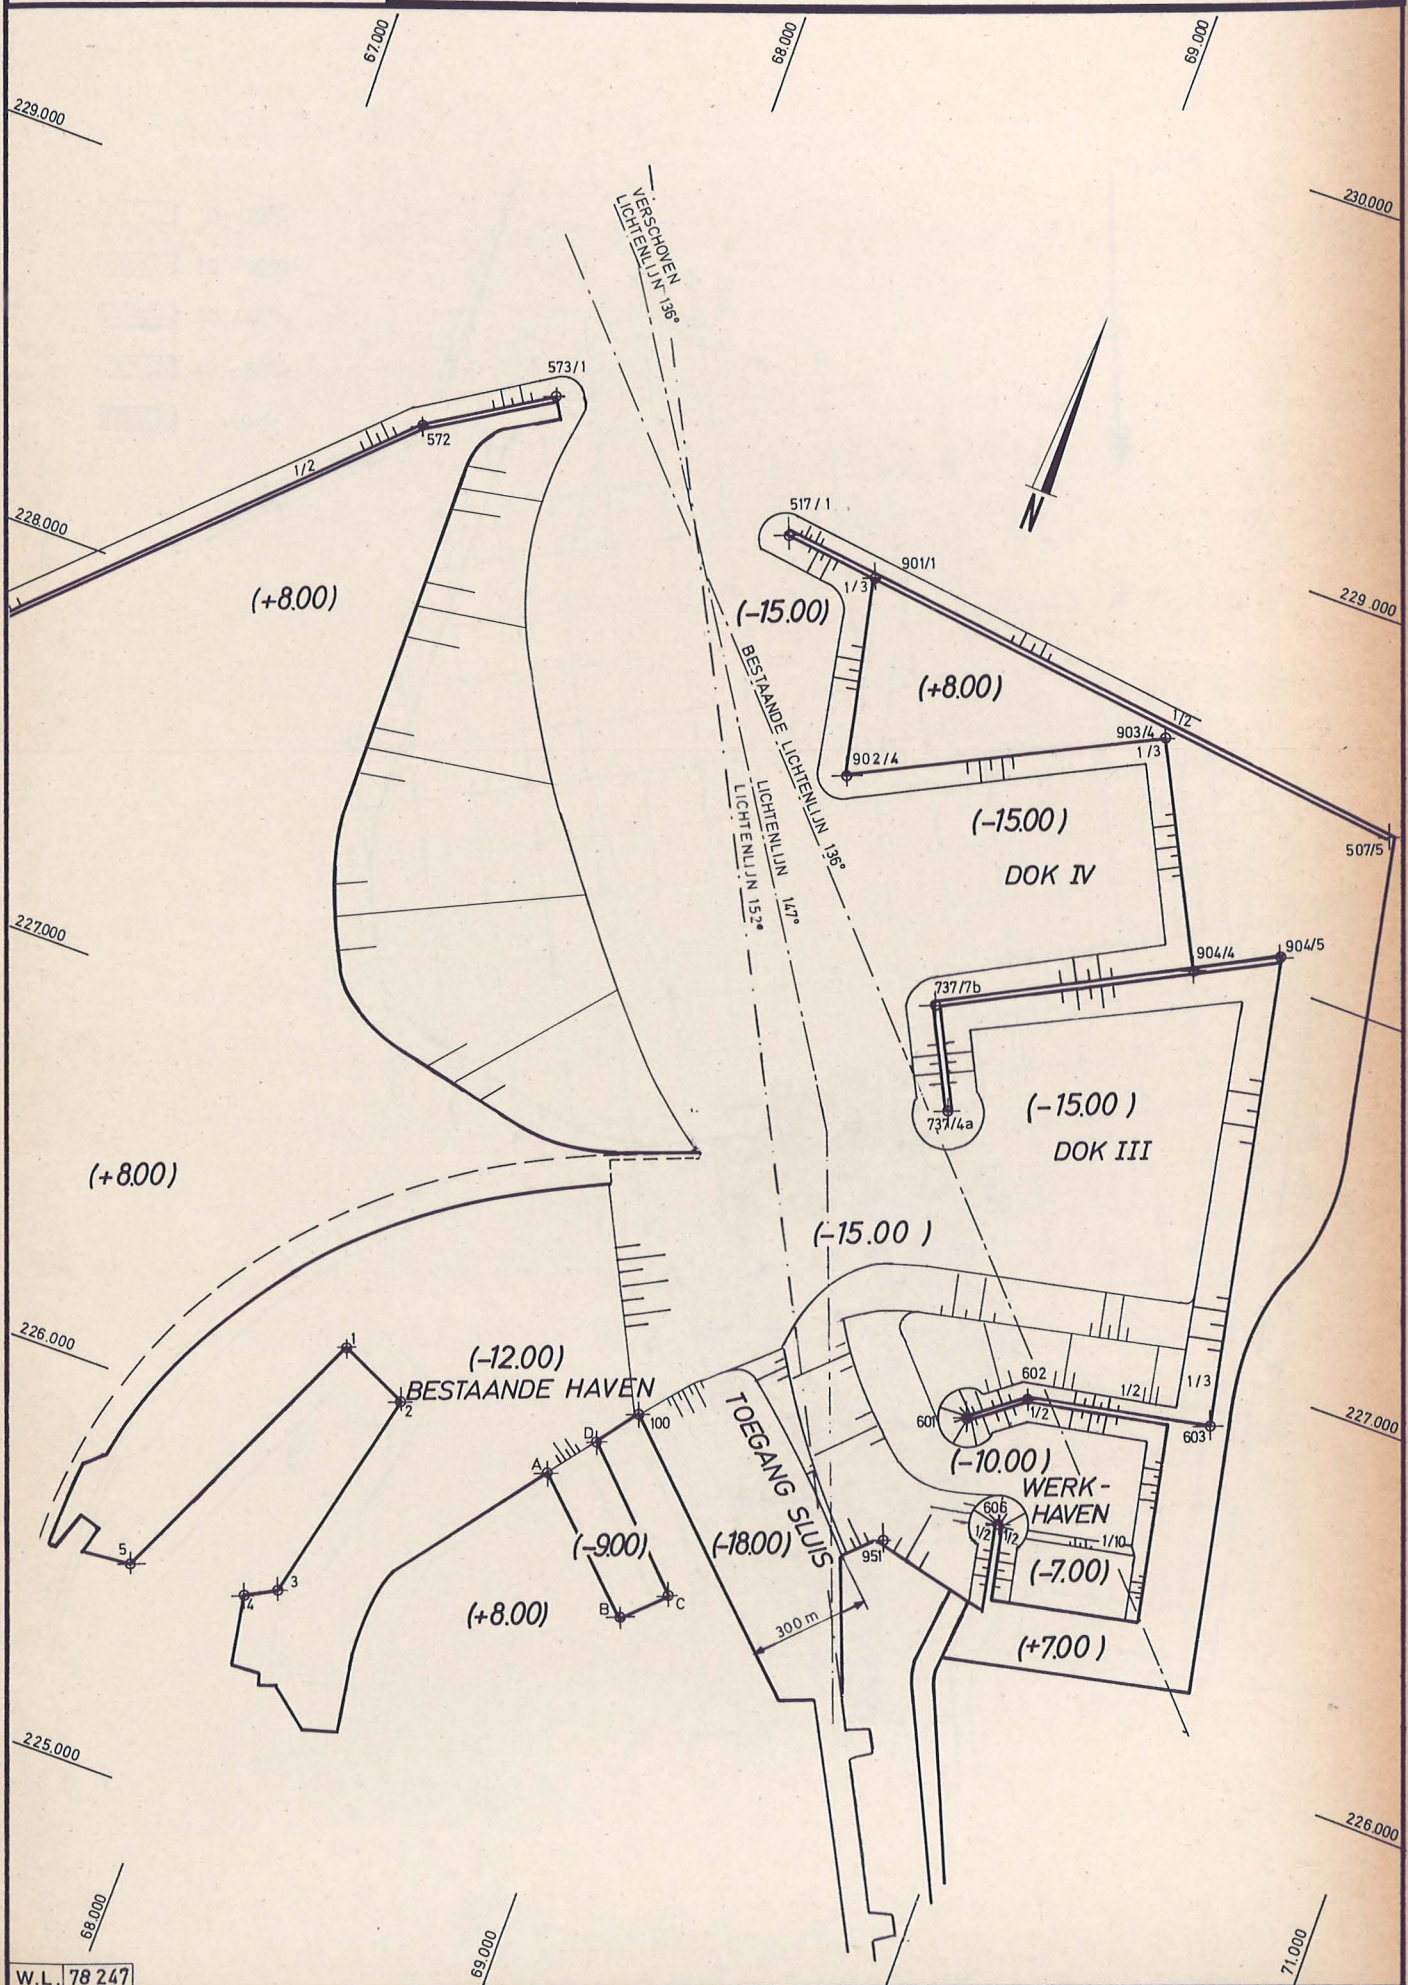 67.000
68.000
69.000
229.000
230.000
VERSCHOVEN
LICHTENLIJN 136°
573/1
572
1/2
517/1
228.000
901/1
1/3
N
(+8.00)
(-15.00)
229.000
BESTAANDE LICHTENLIJN 136°
(+8.00)
1/2
903/4
1/3
902/4
LICHTENLIJN 147°
LICHTENLIJN 152°
(-15.00)
DOK IV
507/5
227.000
904/4
904/5
737/7b
(-15.00)
737/4a
DOK III
(+8.00)
(-15.00)
226.000
1
(-12.00)
BESTAANDE HAVEN
2
602
1/2
1/2
1/3
601
603
227.000
100
D
A
TOEGANG SLUIS
(-10.00)
WERK-
HAVEN
606
1/2
1/2
1/10
5
(-9.00)
(-18.00)
951
(-7.00)
3
4
B
C
(+8.00)
300 m
(+7.00)
225.000
226.000
68.000
69.000
71.000
W.L. 78 247